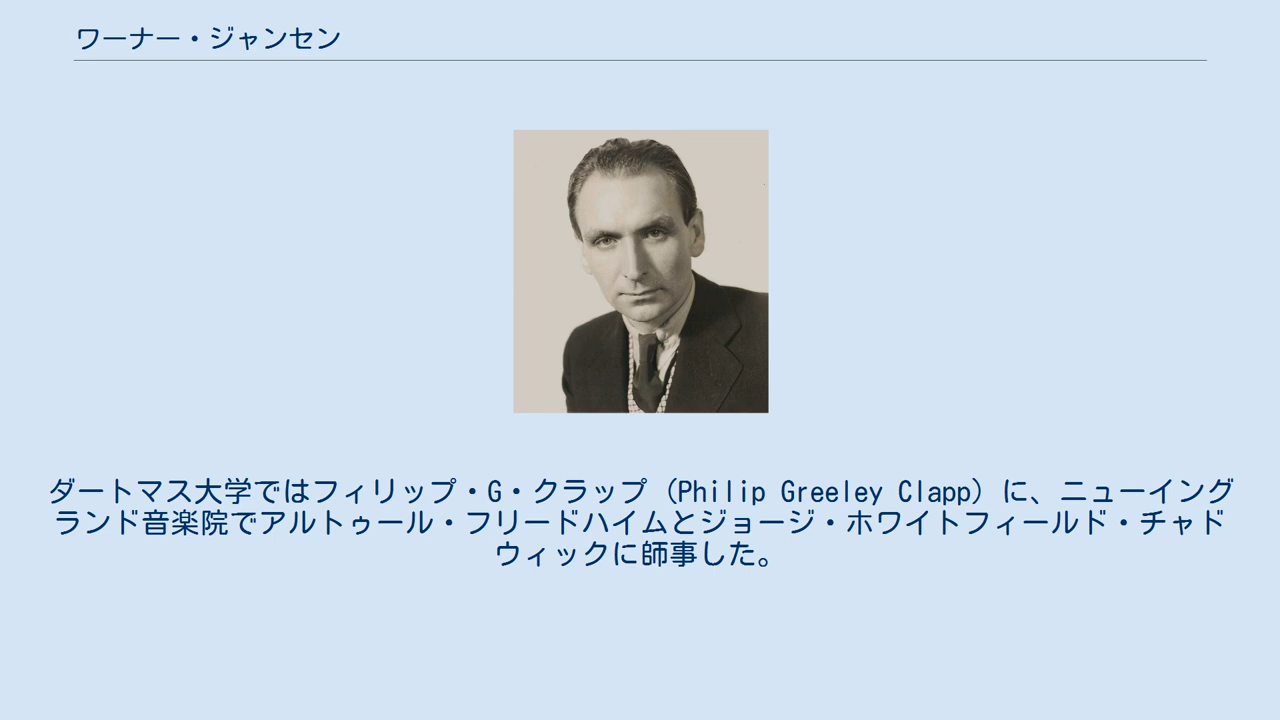 ワーナー・ジャンセン
ダートマス大学ではフィリップ・G・クラップ（Philip Greeley Clapp）に、ニューイング
ランド音楽院でアルトゥール・フリードハイムとジョージ・ホワイトフィールド・チャド
ウィックに師事した。